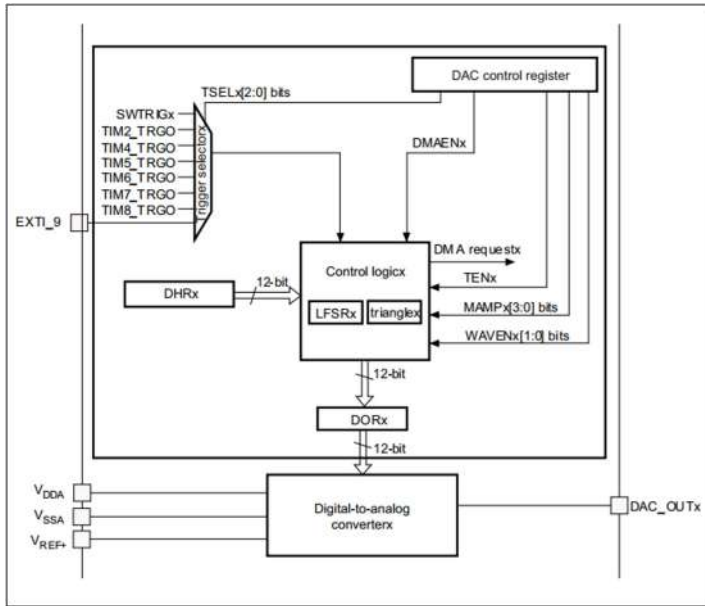 DAC control register
TSELx[2:0] bits
SWTRIGx
TIM2_TRGO
TIM4_TRGO
TIM5_TRGO
TIM6_TRGO
TIM7_TRGO
TIM8_TRGO
EXTI_9
Trigger selectorx
DMAENx
DMA requestx
Control logicx
TENx
DHRx
12-bit
LFSRx
trianglex
MAMPx[3:0] bits
WAVENx[1:0] bits
12-bit
DORx
12-bit
VDDA
VSSA
VREF+
Digital-to-analog
converterx
DAC_OUTx